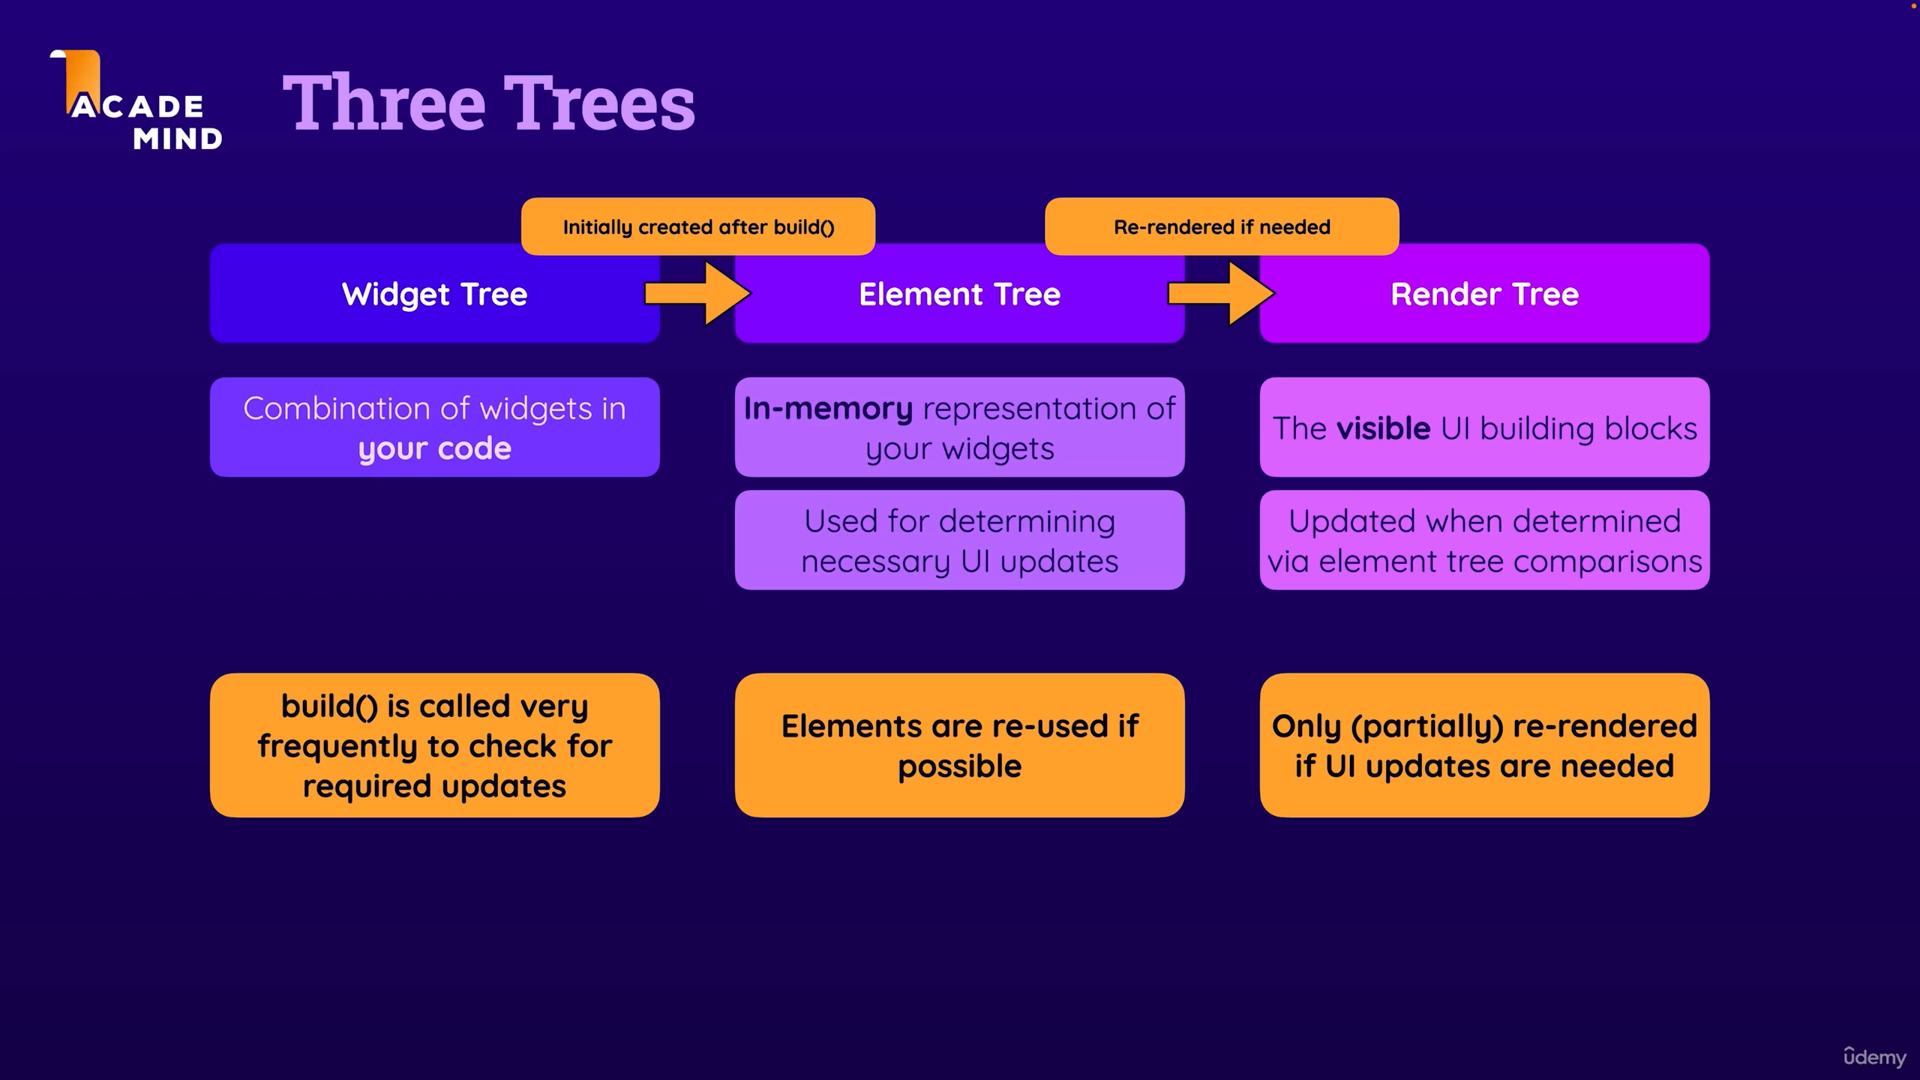 ACADE
MIND
Three Trees
Initially created after build()
Re-rendered if needed
Widget Tree
Element Tree
Render Tree
Combination of widgets in
your code
In-memory representation of
your widgets
The visible UI building blocks
Used for determining
necessary UI updates
Updated when determined
via element tree comparisons
build() is called very
frequently to check for
required updates
Elements are re-used if
possible
Only (partially) re-rendered
if UI updates are needed
ûdemy